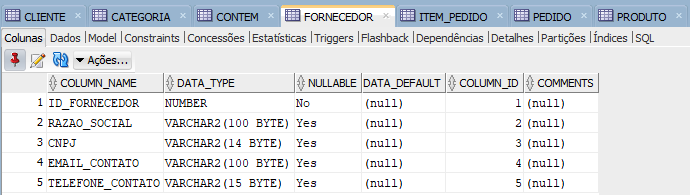 CLIENTE CATEGORIA CONTEM FORNECEDOR ITEM_PEDIDO PEDIDO PRODUTO
Colunas Dados Model Constraints Concessões Estatísticas Triggers Flashback Dependências Detalhes Partições Índices SQL
Ações...
COLUMN_NAME DATA_TYPE NULLABLE DATA_DEFAULT COLUMN_ID COMMENTS
1 ID_FORNECEDOR NUMBER No (null) 1 (null)
2 RAZAO_SOCIAL VARCHAR2(100 BYTE) Yes (null) 2 (null)
3 CNPJ VARCHAR2(14 BYTE) Yes (null) 3 (null)
4 EMAIL_CONTATO VARCHAR2(100 BYTE) Yes (null) 4 (null)
5 TELEFONE_CONTATO VARCHAR2(15 BYTE) Yes (null) 5 (null)